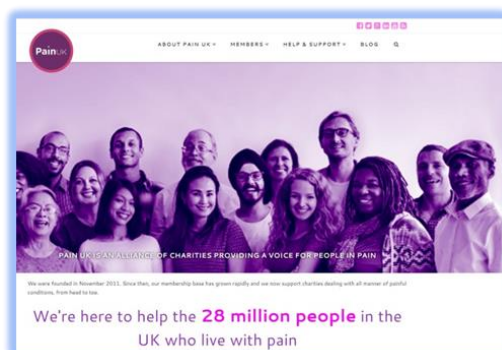 PainUK
ABOUT PAIN UK
MEMBERS
HELP & SUPPORT
BLOG
PAIN UK IS AN ALLIANCE OF CHARITIES PROVIDING A VOICE FOR PEOPLE IN PAIN
We were founded in November 2011. Since then, our membership base has grown rapidly and we now support charities dealing with all manner of painful
conditions, from head to toe.
We're here to help the 28 million people in the
UK who live with pain